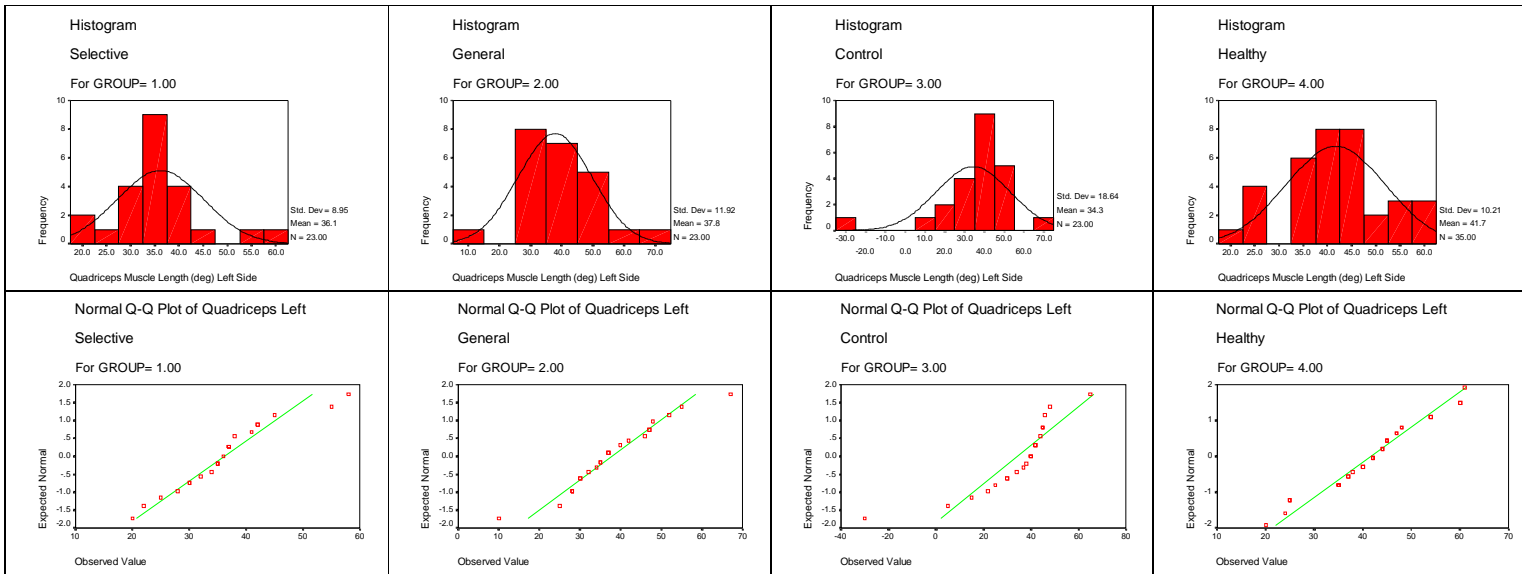 Histogram
Selective
For GROUP= 1.00
10
8
6
4
2
0
Frequency
20.0 25.0 30.0 35.0 40.0 45.0 50.0 55.0 60.0
Std. Dev = 8.95
Mean = 36.1
N = 23.00
Quadriceps Muscle Length (deg) Left Side
Histogram
General
For GROUP= 2.00
10
8
6
4
2
0
Frequency
10.0 20.0 30.0 40.0 50.0 60.0 70.0
Std. Dev = 11.92
Mean = 37.8
N = 23.00
Quadriceps Muscle Length (deg) Left Side
Histogram
Control
For GROUP= 3.00
10
8
6
4
2
0
Frequency
-30.0 0.0 30.0 50.0 70.0
-20.0 20.0 40.0 60.0
Std. Dev = 18.64
Mean = 34.3
N = 23.00
Quadriceps Muscle Length (deg) Left Side
Histogram
Healthy
For GROUP= 4.00
10
8
6
4
2
0
Frequency
20.0 25.0 30.0 35.0 40.0 45.0 50.0 55.0 60.0
Std. Dev = 10.21
Mean = 41.7
N = 35.00
Quadriceps Muscle Length (deg) Left Side
Normal Q-Q Plot of Quadriceps Left
Selective
For GROUP= 1.00
2.0
1.5
1.0
.5
0.0
-.5
-1.0
-1.5
-2.0
Expected Normal
10 20 30 40 50 60
Observed Value
Normal Q-Q Plot of Quadriceps Left
General
For GROUP= 2.00
2.0
1.5
1.0
.5
0.0
-.5
-1.0
-1.5
-2.0
Expected Normal
0 10 20 30 40 50 60 70
Observed Value
Normal Q-Q Plot of Quadriceps Left
Control
For GROUP= 3.00
2.0
1.5
1.0
.5
0.0
-.5
-1.0
-1.5
-2.0
Expected Normal
-40 -20 0 20 40 60 80
Observed Value
Normal Q-Q Plot of Quadriceps Left
Healthy
For GROUP= 4.00
2
1
0
-1
-2
Expected Normal
10 20 30 40 50 60 70
Observed Value